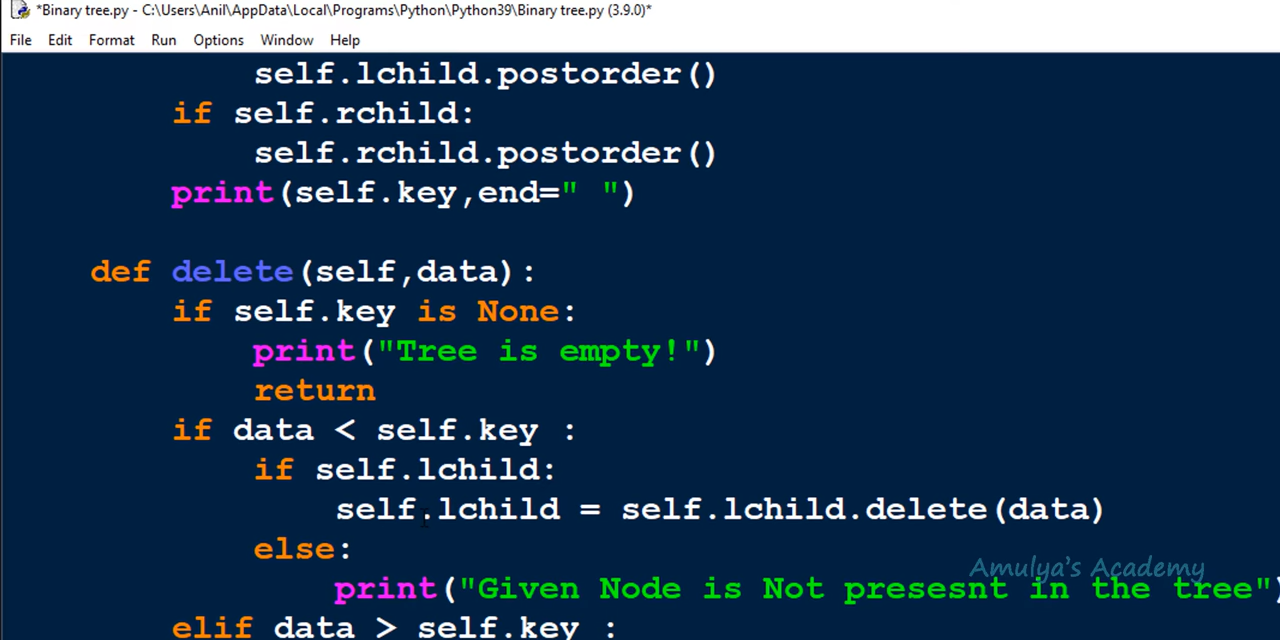 *Binary tree.py - C:\Users\Anil\AppData\Local\Programs\Python\Python39\Binary tree.py (3.9.0)*
File Edit Format Run Options Window Help
            self.lchild.postorder()
        if self.rchild:
            self.rchild.postorder()
        print(self.key,end=" ")

    def delete(self,data):
        if self.key is None:
            print("Tree is empty!")
            return
        if data < self.key :
            if self.lchild:
                self.lchild = self.lchild.delete(data)
            else:
Amulya's Academy
                print("Given Node is Not presesnt in the tree")
        elif data > self.key :